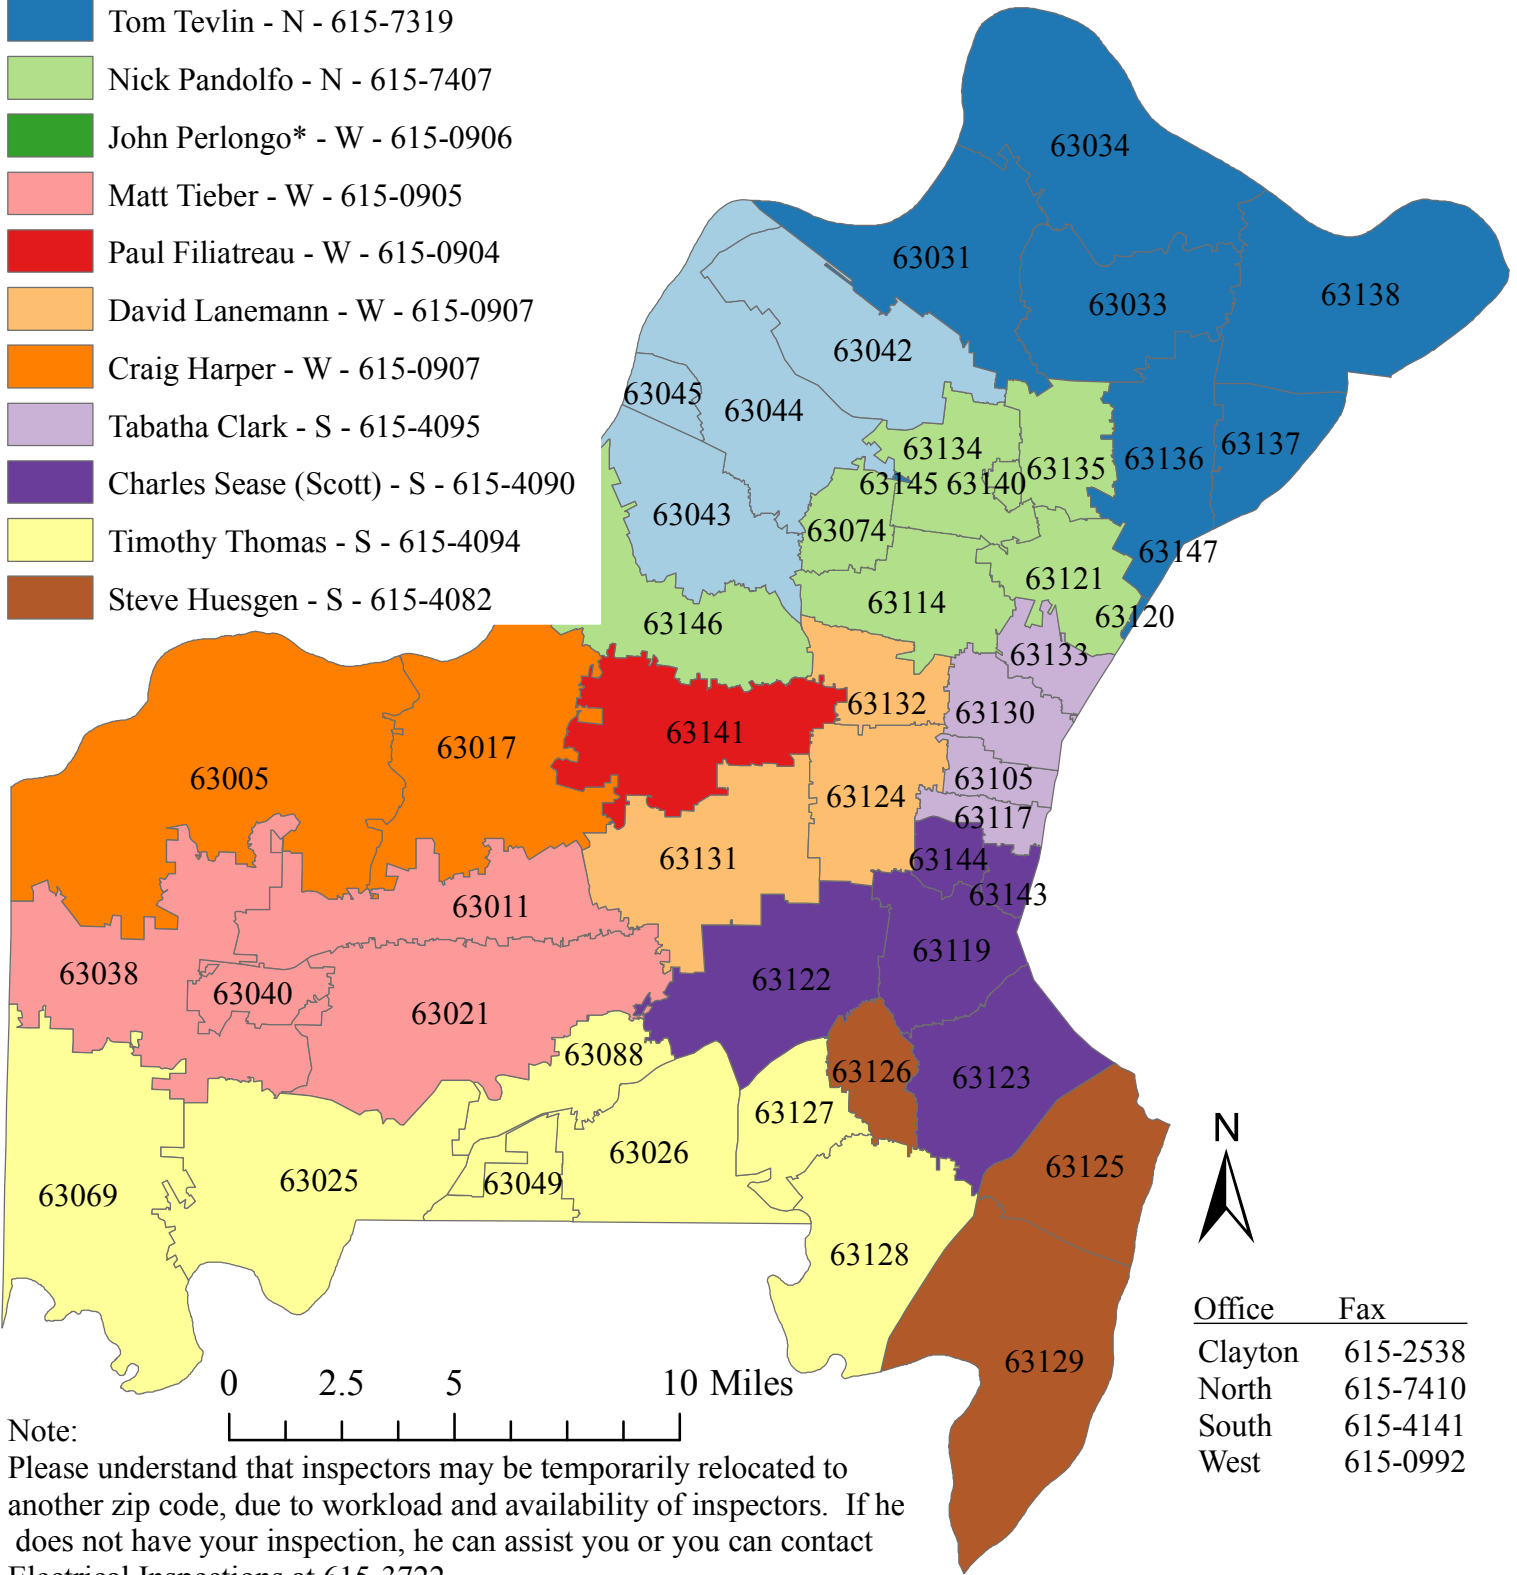 Tom Tevlin - N - 615-7319
Nick Pandolfo - N - 615-7407
John Perlongo* - W - 615-0906
Matt Tieber - W - 615-0905
Paul Filiatreau - W - 615-0904
David Lanemann - W - 615-0907
Craig Harper - W - 615-0907
Tabatha Clark - S - 615-4095
Charles Sease (Scott) - S - 615-4090
Timothy Thomas - S - 615-4094
Steve Huesgen - S - 615-4082
63034
63031
63033
63138
63042
63045
63044
63134
63135
63136
63137
63145
63140
63043
63074
63147
63121
63114
63120
63146
63133
63132
63130
63141
63017
63005
63105
63124
63117
63131
63144
63143
63011
63119
63038
63122
63040
63021
63088
63126
63123
63127
63026
63125
63025
63049
63069
63128
63129
N
Office Fax
Clayton 615-2538
North 615-7410
South 615-4141
West 615-0992
0 2.5 5 10 Miles
Note:
Please understand that inspectors may be temporarily relocated to
another zip code, due to workload and availability of inspectors. If he
does not have your inspection, he can assist you or you can contact
Electrical Inspections at 615-3722